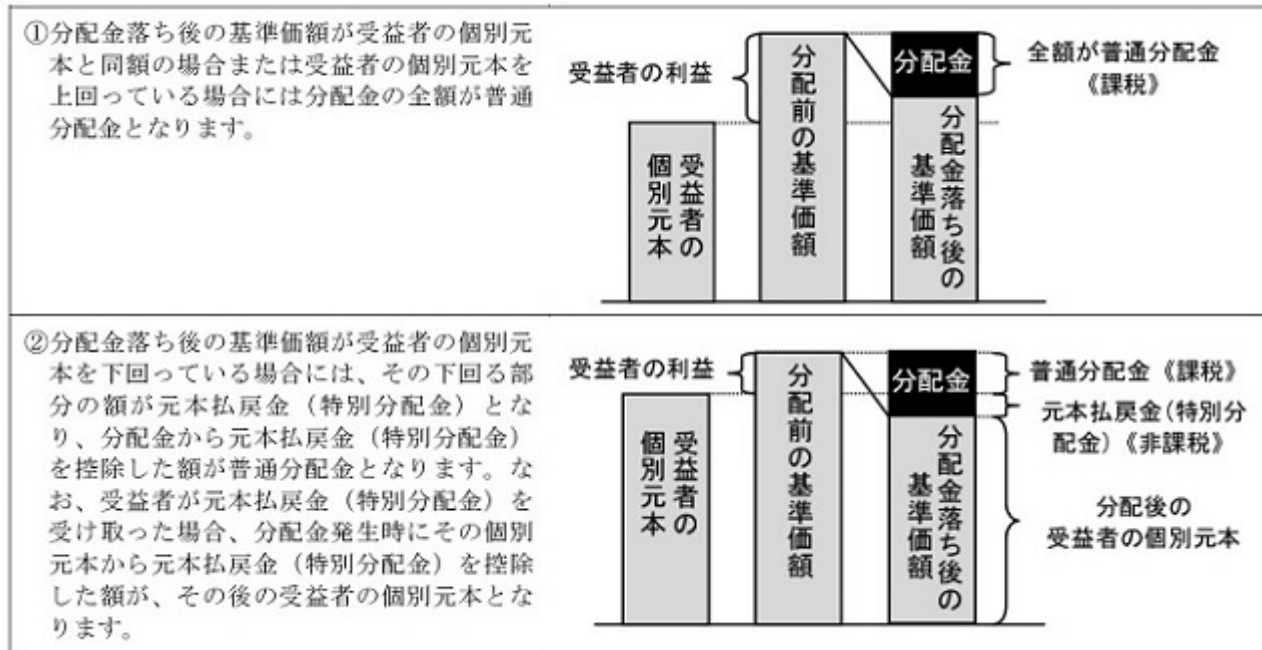 ①分配金落ち後の基準価額が受益者の個別元
本と同額の場合または受益者の個別元本を
上回っている場合には分配金の全額が普通
分配金となります。
受益者の利益
受益者の
個別元本
分配前の基準価額
分配金
分配金落ち後の
基準価額
全額が普通分配金
《課税》
②分配金落ち後の基準価額が受益者の個別元
本を下回っている場合には、その下回る部
分の額が元本払戻金（特別分配金）とな
り、分配金から元本払戻金（特別分配金）
を控除した額が普通分配金となります。な
お、受益者が元本払戻金（特別分配金）を
受け取った場合、分配金発生時にその個別
元本から元本払戻金（特別分配金）を控除
した額が、その後の受益者の個別元本とな
ります。
受益者の利益
受益者の
個別元本
分配前の基準価額
分配金
分配金落ち後の
基準価額
普通分配金《課税》
元本払戻金(特別分
配金)《非課税》
分配後の
受益者の個別元本